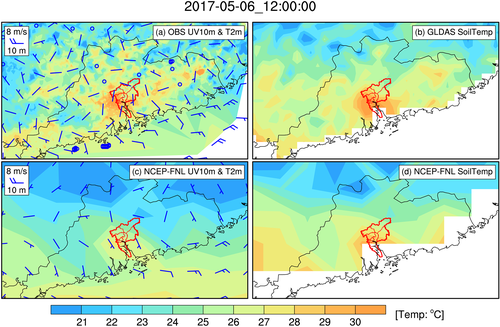 2017-05-06_12:00:00
8 m/s
10 m
(a) OBS UV10m & T2m
(b) GLDAS SoilTemp
8 m/s
10 m
(c) NCEP-FNL UV10m & T2m
(d) NCEP-FNL SoilTemp
21 22 23 24 25 26 27 28 29 30 [Temp: °C]